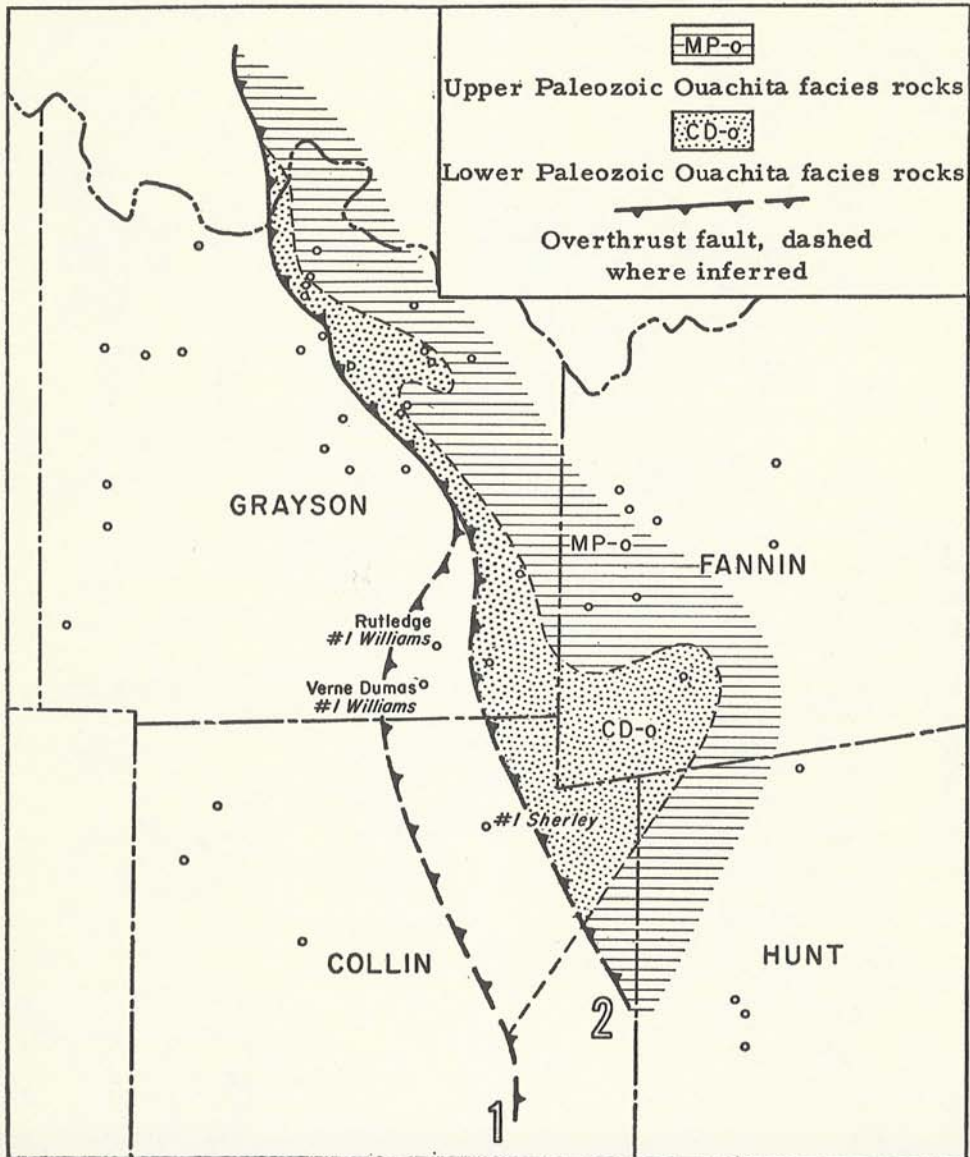 MP-o
Upper Paleozoic Ouachita facies rocks
CD-o
Lower Paleozoic Ouachita facies rocks
Overthrust fault, dashed
where inferred
GRAYSON
MP-o
FANNIN
Rutledge
#1 Williams
Verne Dumas
#1 Williams
CD-o
#1 Sherley
COLLIN
HUNT
2
1